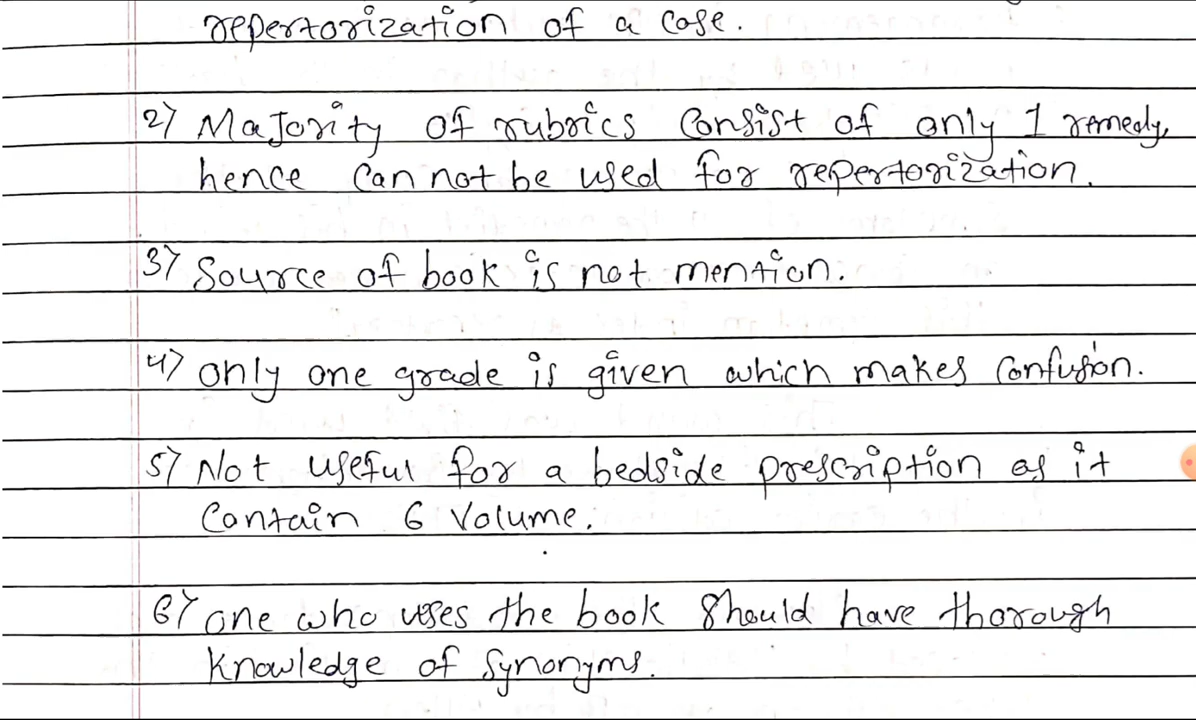 repertorization of a case.
2) Majority of rubrics consist of only 1 remedy,
hence can not be used for repertorization.
3) Source of book is not mention.
4) only one grade is given which makes confusion.
5) Not useful for a bedside prescription as it
contain 6 volume.
6) one who uses the book should have thorough
knowledge of synonyms.